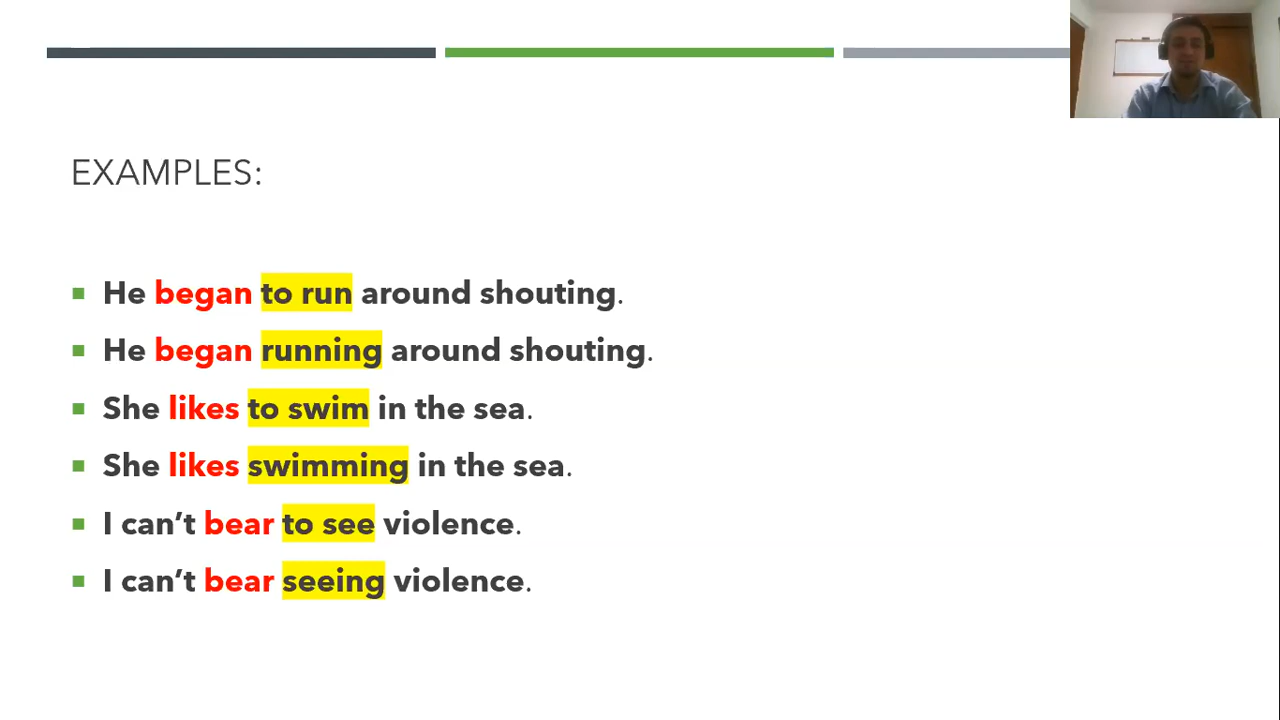 EXAMPLES:
He began to run around shouting.
He began running around shouting.
She likes to swim in the sea.
She likes swimming in the sea.
I can’t bear to see violence.
I can’t bear seeing violence.